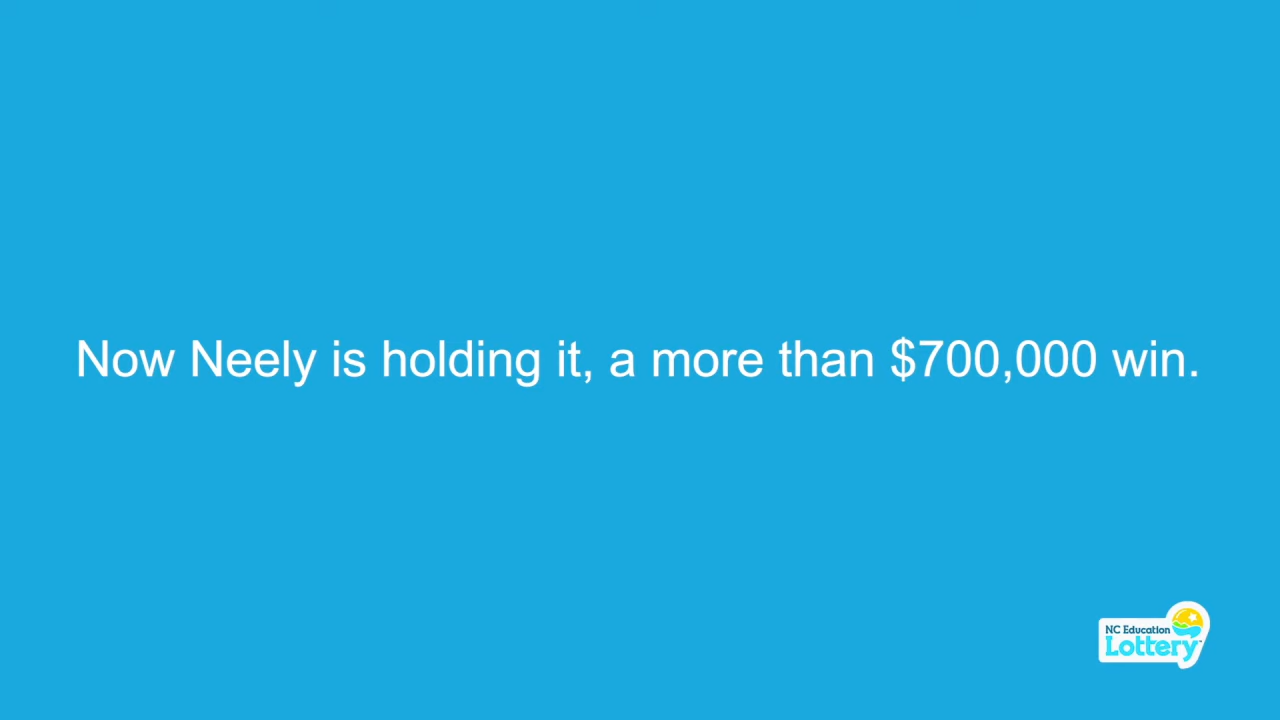 Now Neely is holding it, a more than $700,000 win.
NC Education
Lottery